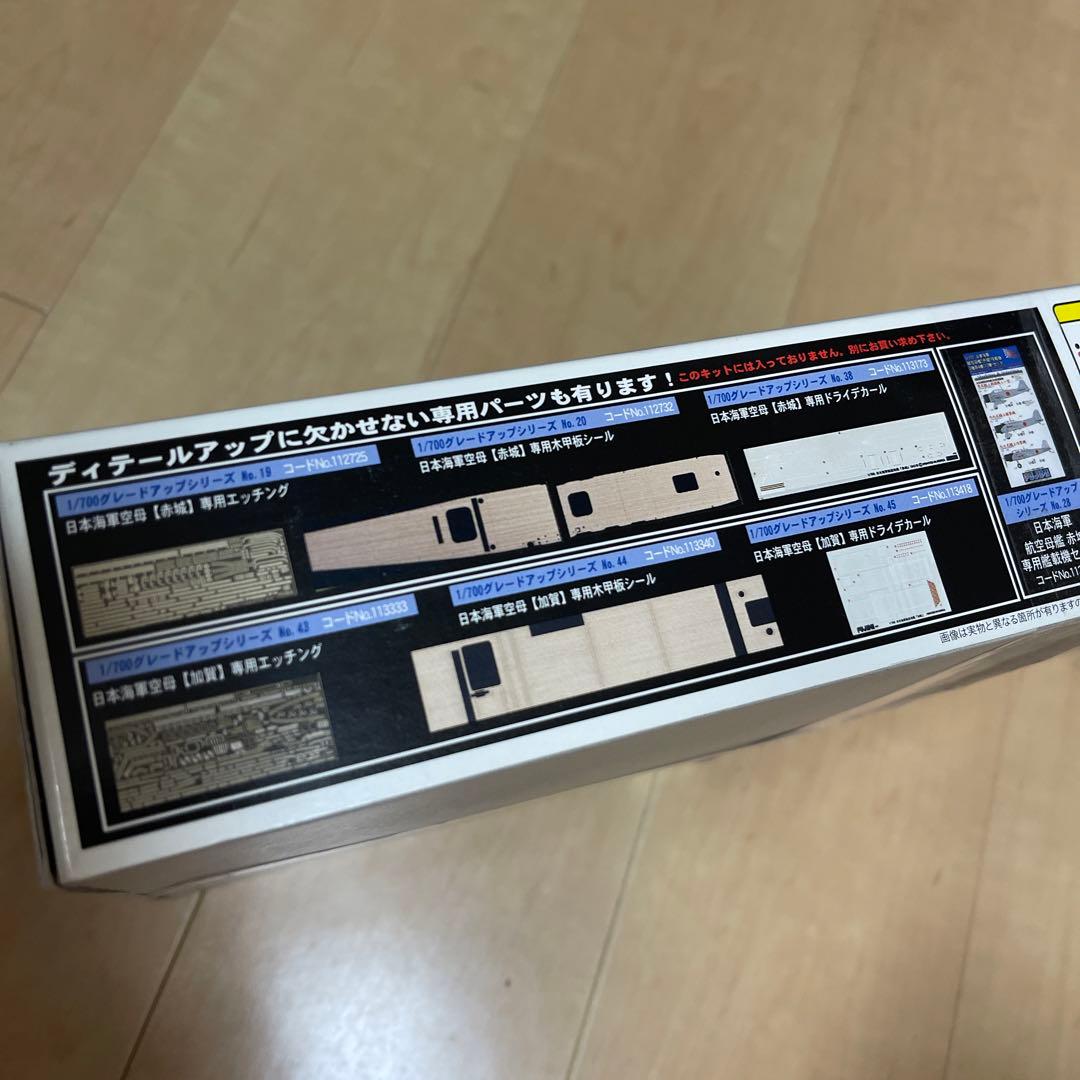 ディテールアップに欠かせない専用パーツも有ります！このキットには入っておりません。別にお買い求め下さい。
1/700グレードアップシリーズ No.19 コードNo.112725
日本海軍空母【赤城】専用エッチング
1/700グレードアップシリーズ No.20 コードNo.112732
日本海軍空母【赤城】専用木甲板シール
1/700グレードアップシリーズ No.38 コードNo.113173
日本海軍空母【赤城】専用ドライデカール
1/700グレードアップシリーズ No.43 コードNo.113333
日本海軍空母【加賀】専用エッチング
1/700グレードアップシリーズ No.44 コードNo.113340
日本海軍空母【加賀】専用木甲板シール
1/700グレードアップシリーズ No.45 コードNo.113418
日本海軍空母【加賀】専用ドライデカール
1/700グレードアップ
シリーズ No.28
日本海軍
航空母艦 赤城
専用艦載機セ
コードNo.11
画像は実物と異なる箇所が有りますの